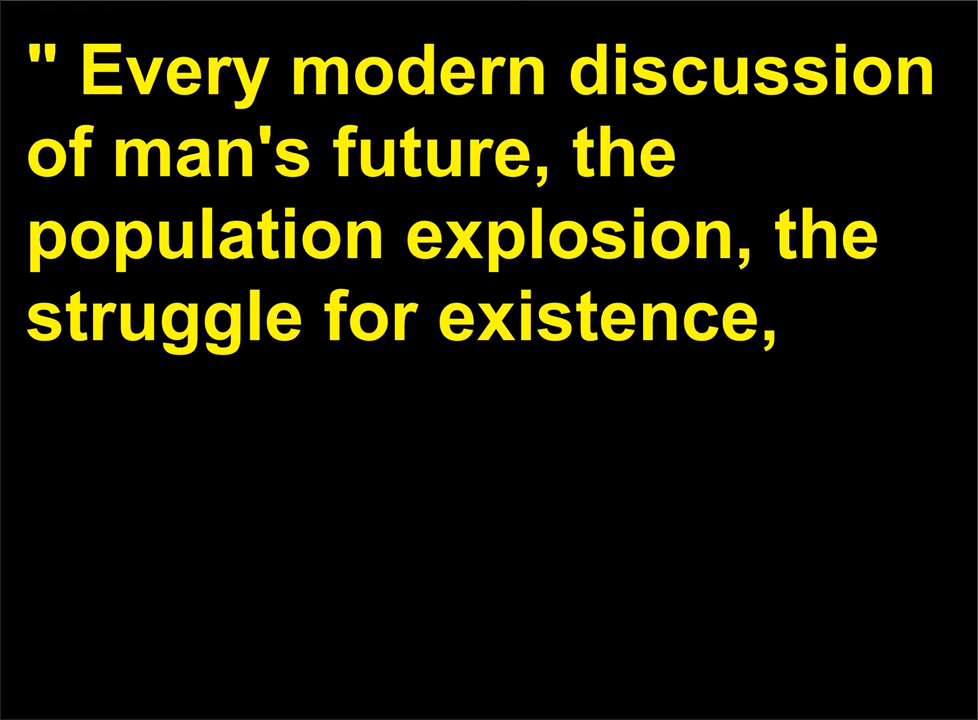 " Every modern discussion
of man's future, the
population explosion, the
struggle for existence,